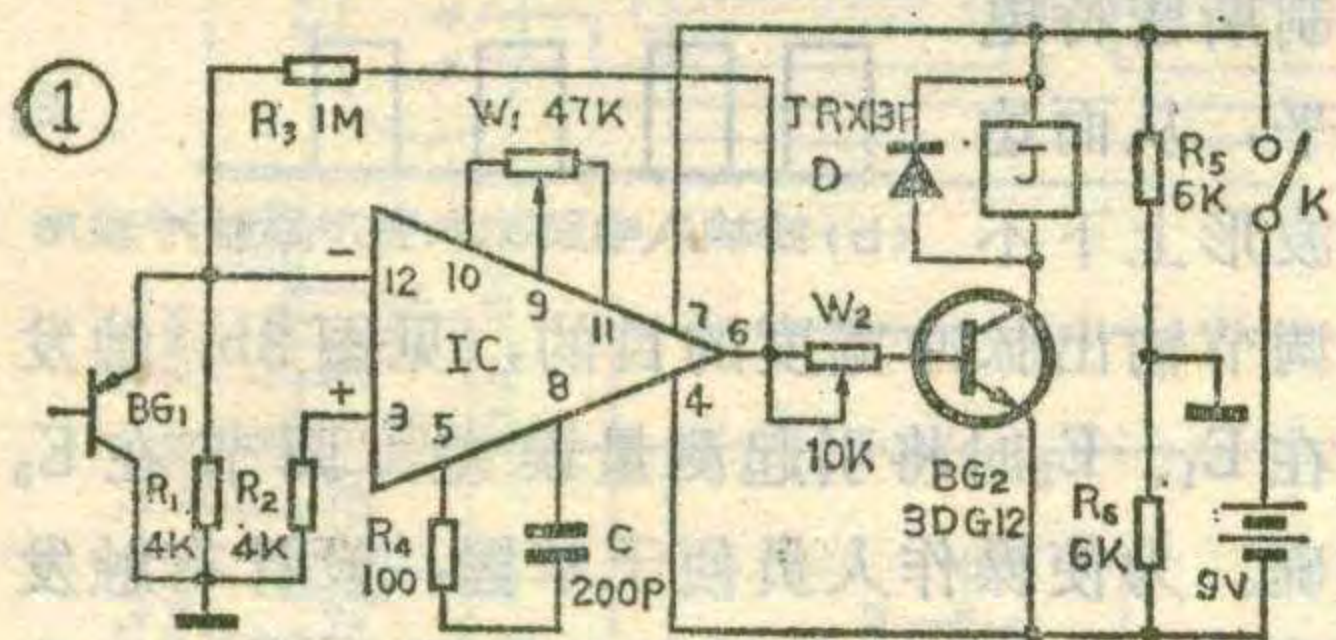 ①
R₃ 1M
W₁ 47K
JRX13F
D
J
R₅
6K
K
−
12
10
9
11
7
6
W₂
IC
BG₁
+
3
5
8
4
10K
R₁
4K
R₂
4K
R₄
100
C
200P
BG2
3DG12
R₆
6K
9V